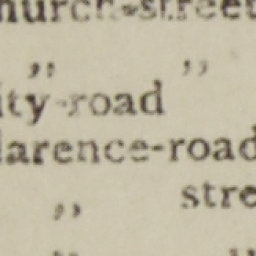 hurch-street
” ”
ity-road
larence-road
stre
”